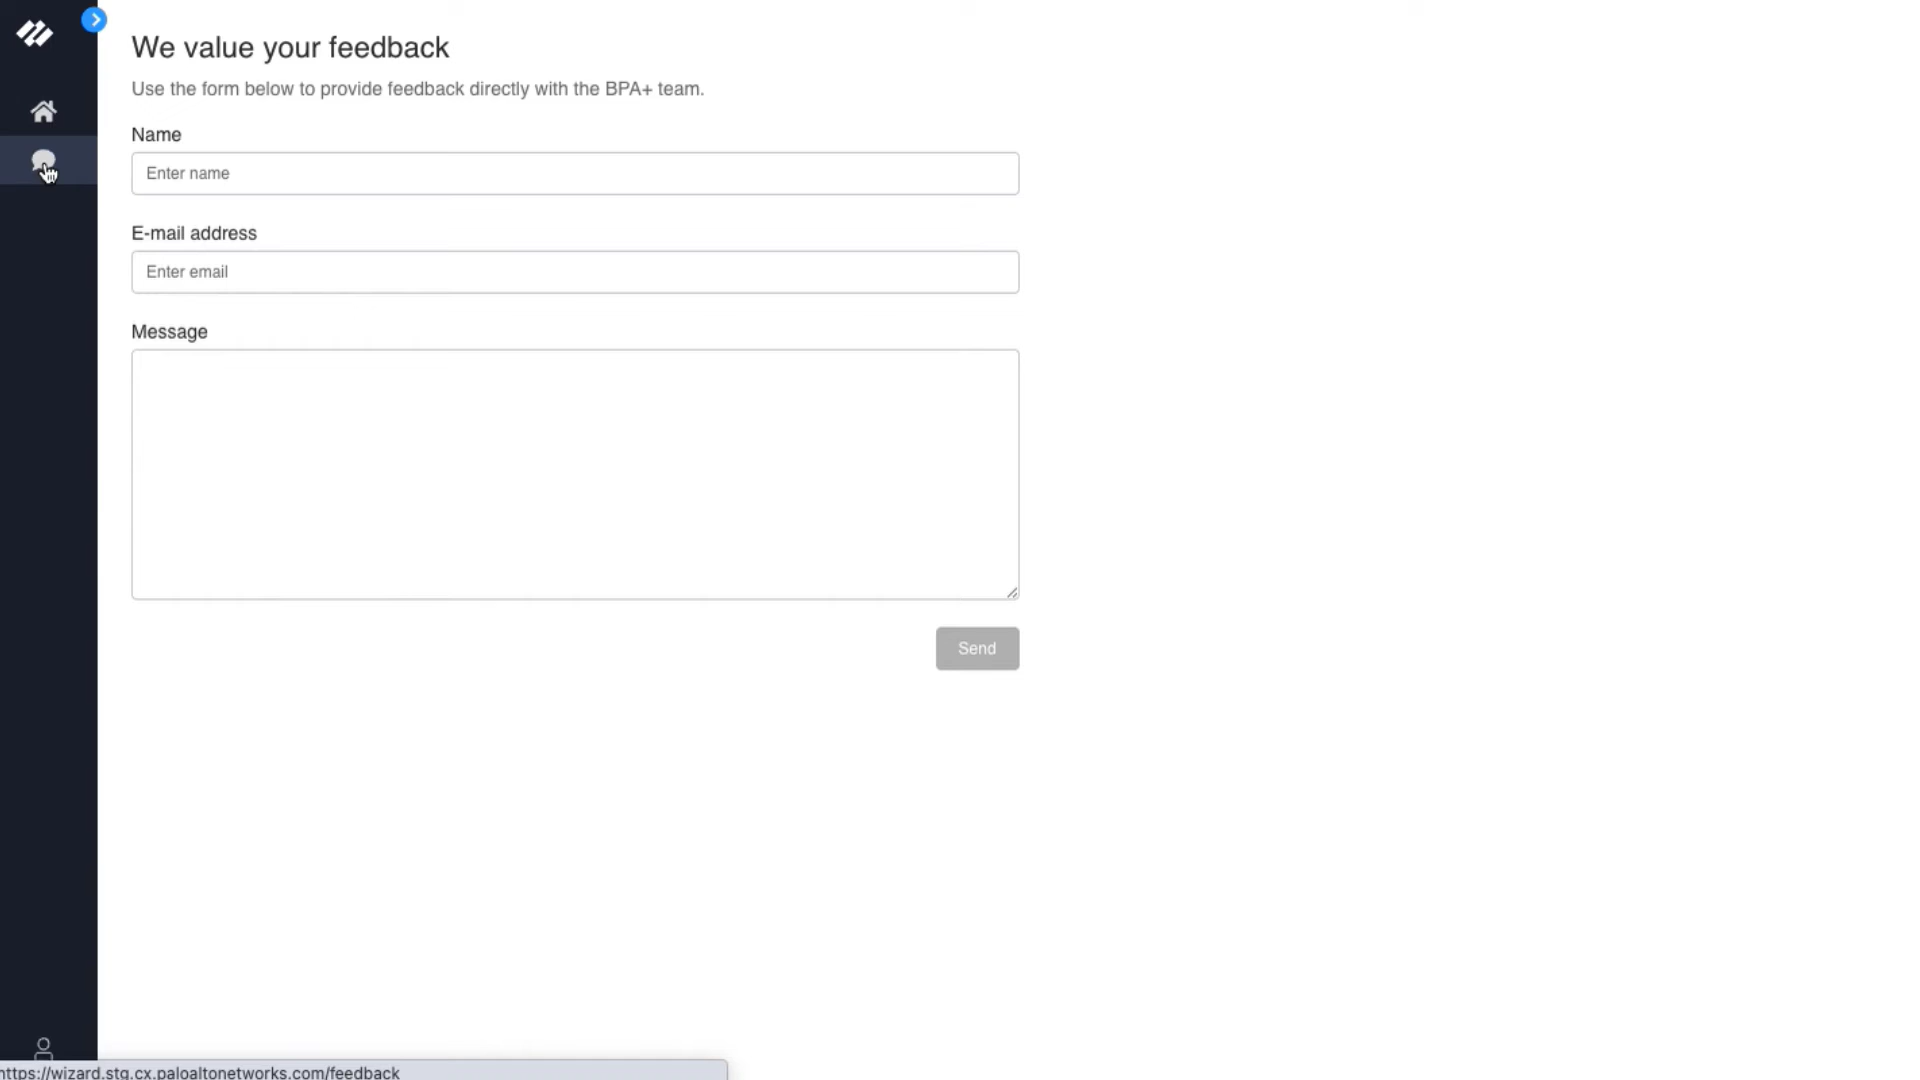 We value your feedback
Use the form below to provide feedback directly with the BPA+ team.
Name
Enter name
E-mail address
Enter email
Message
Send
https://wizard.stg.cx.paloaltonetworks.com/feedback